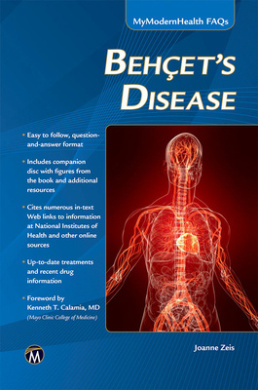 MyModernHealth FAQs
BEHÇET'S
DISEASE
• Easy to follow, question-
and-answer format
• Includes companion
disc with figures from
the book and additional
resources
• Cites numerous in-text
Web links to information
at National Institutes of
Health and other online
sources
• Up-to-date treatments
and recent drug
information
• Foreword by
Kenneth T. Calamia, MD
(Mayo Clinic College of Medicine)
Joanne Zeis
M